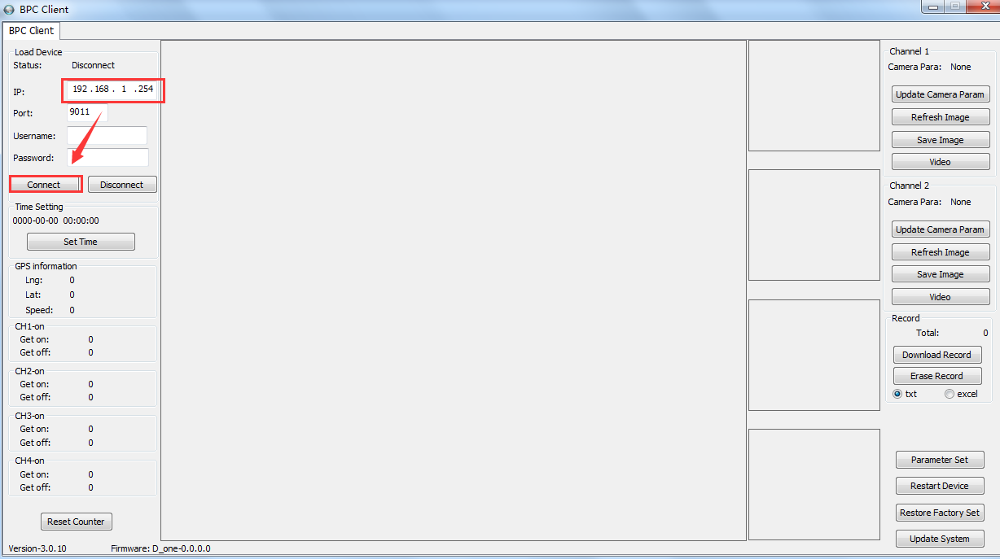 BPC Client
BPC Client
Load Device
Status: Disconnect
IP: 192 . 168 . 1 . 254
Port: 9011
Username:
Password:
Connect Disconnect
Time Setting
0000-00-00 00:00:00
Set Time
GPS information
Lng: 0
Lat: 0
Speed: 0
CH1-on
Get on: 0
Get off: 0
CH2-on
Get on: 0
Get off: 0
CH3-on
Get on: 0
Get off: 0
CH4-on
Get on: 0
Get off: 0
Reset Counter
Version-3.0.10 Firmware: D_one-0.0.0.0
Channel 1
Camera Para: None
Update Camera Param
Refresh Image
Save Image
Video
Channel 2
Camera Para: None
Update Camera Param
Refresh Image
Save Image
Video
Record
Total: 0
Download Record
Erase Record
txt excel
Parameter Set
Restart Device
Restore Factory Set
Update System